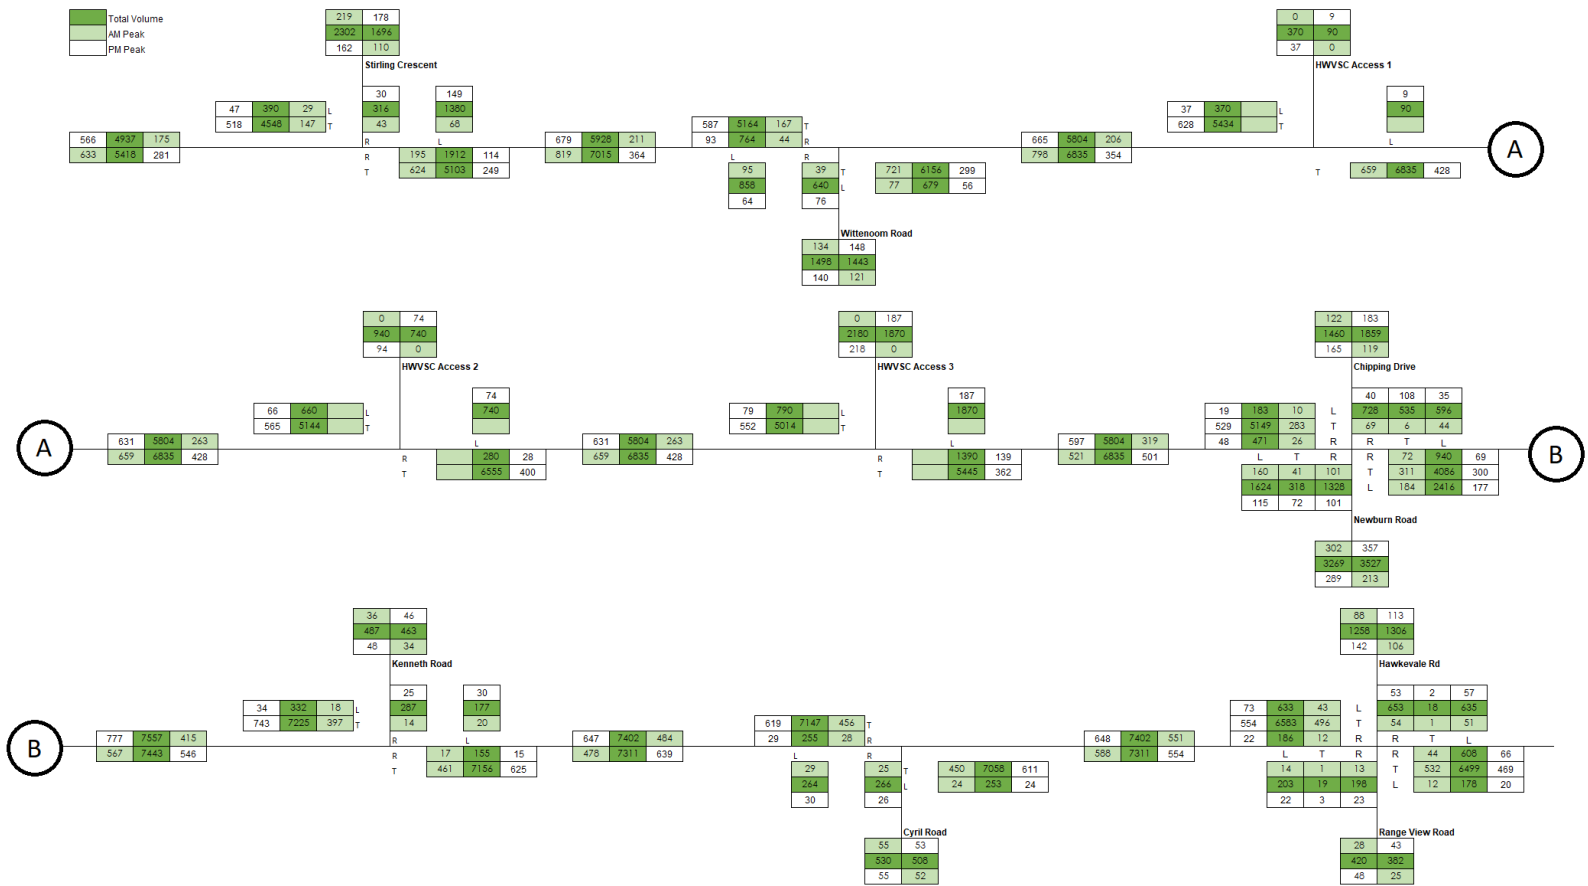 Total Volume
AM Peak
PM Peak
219 178
2302 1696
162 110
Stirling Crescent
0 9
370 90
37 0
HWVSC Access 1
47 390 29 L
518 4548 147 T
30
316
43
R
149
1380
68
L
566 4937 175
633 5418 281
R 195 1912 114
T 624 5103 249
679 5928 211
819 7015 364
587 5164 167 T
93 764 44 R
L
95
858
64
R
39 T
640 L
76
721 6156 299
77 679 56
Wittenoom Road
134 148
1498 1443
140 121
665 5804 206
798 6835 354
37 370 L
628 5434 T
9
90
L
T 659 6835 428
A
0 74
940 740
94 0
HWVSC Access 2
0 187
2180 1870
218 0
HWVSC Access 3
122 183
1460 1859
165 119
Chipping Drive
A
631 5804 263
659 6835 428
66 660 L
565 5144 T
74
740
L
R 280 28
T 6555 400
631 5804 263
659 6835 428
79 790 L
552 5014 T
187
1870
L
R 1390 139
T 5445 362
597 5804 319
521 6835 501
19 183 10 L
529 5149 283 T
48 471 26 R
40 108 35
728 535 596
69 6 44
R T L
L T R
160 41 101
1624 318 1328
115 72 101
R 72 940 69
T 311 4086 300
L 184 2416 177
B
Newburn Road
302 357
3269 3527
289 213
36 46
487 463
48 34
Kenneth Road
88 113
1258 1306
142 106
Hawkevale Rd
B
777 7557 415
567 7443 546
34 332 18 L
743 7225 397 T
25
287
14
R
30
177
20
L
R 17 155 15
T 461 7156 625
647 7402 484
478 7311 639
619 7147 456 T
29 255 28 R
L
29
264
30
R
25 T
266 L
26
450 7058 611
24 253 24
Cyril Road
55 53
530 508
55 52
648 7402 551
588 7311 554
73 633 43 L
554 6583 496 T
22 186 12 R
53 2 57
653 18 635
54 1 51
R T L
L T R
14 1 13
203 19 198
22 3 23
R 44 608 66
T 532 6499 469
L 12 178 20
Range View Road
28 43
420 382
48 25